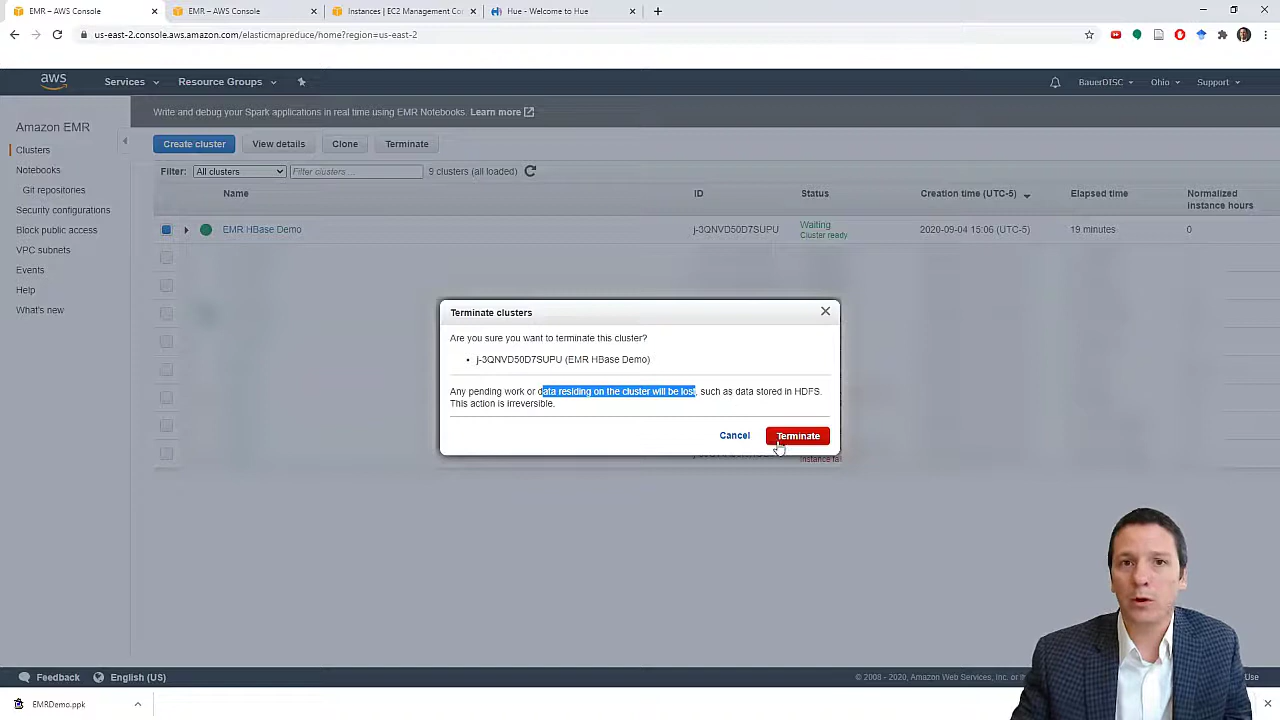 EMR – AWS Console
EMR – AWS Console
Instances | EC2 Management Co
Hue - Welcome to Hue
us-east-2.console.aws.amazon.com/elasticmapreduce/home?region=us-east-2
aws
Services
Resource Groups
BauerDISC
Ohio
Support
Amazon EMR
Clusters
Notebooks
Git repositories
Security configurations
Block public access
VPC subnets
Events
Help
What's new
Write and debug your Spark applications in real time using EMR Notebooks. Learn more
Create cluster
View details
Clone
Terminate
Filter: All clusters Filter clusters ... 9 clusters (all loaded)
Name ID Status Creation time (UTC-5) Elapsed time Normalized
instance hours
EMR HBase Demo j-3QNVD50D7SUPU Waiting 2020-09-04 15:06 (UTC-5) 19 minutes 0
Cluster ready
Terminate clusters
Are you sure you want to terminate this cluster?
• j-3QNVD50D7SUPU (EMR HBase Demo)
Any pending work or data residing on the cluster will be lost, such as data stored in HDFS.
This action is irreversible.
Cancel
Terminate
Feedback
English (US)
© 2008 - 2020, Amazon Web Services, Inc. or
Use
EMRDemo.ppk